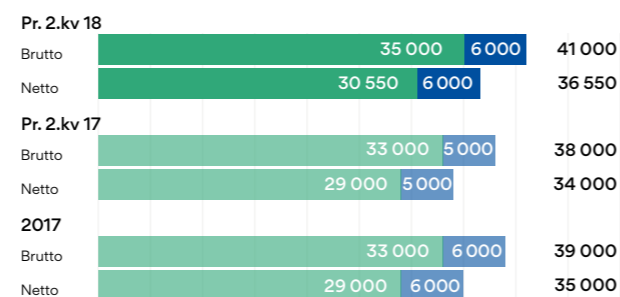 Pr. 2.kv 18
Brutto 35 000 6 000 41 000
Netto 30 550 6 000 36 550
Pr. 2.kv 17
Brutto 33 000 5 000 38 000
Netto 29 000 5 000 34 000
2017
Brutto 33 000 6 000 39 000
Netto 29 000 6 000 35 000